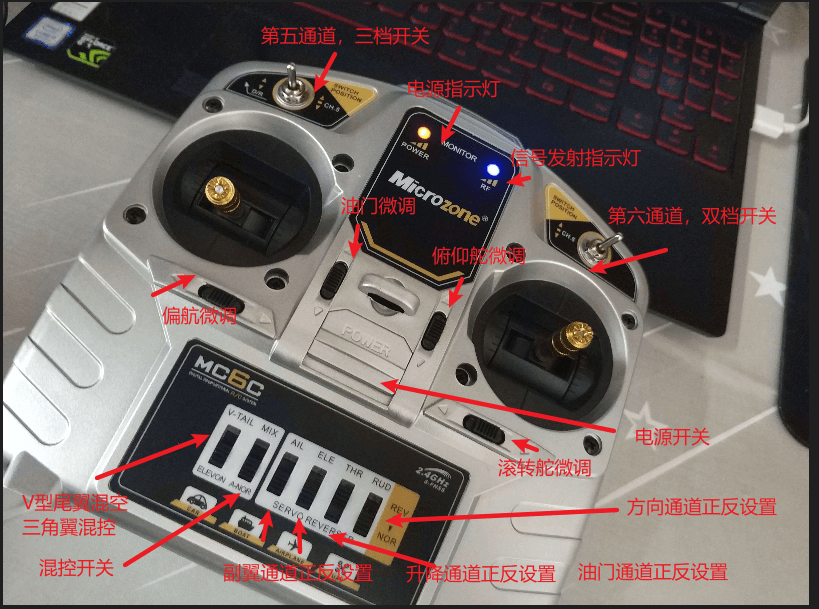 第五通道，三档开关
电源指示灯
SWITCH
POSITION
D/R
CH.5
MONITOR
POWER
信号发射指示灯
RF
Microzone®
油门微调
SWITCH
POSITION
第六通道，双档开关
CH.6
俯仰舵微调
偏航微调
POWER
MC6C
电源开关
滚转舵微调
V-TAIL MIX AIL ELE THR RUD
2.4GHz
ELEVON A-NOR
SERVO REVERSER
REV
NOR
V型尾翼混空
三角翼混控
方向通道正反设置
CAR
BOAT
AIRPLANE
混控开关
副翼通道正反设置
升降通道正反设置
油门通道正反设置